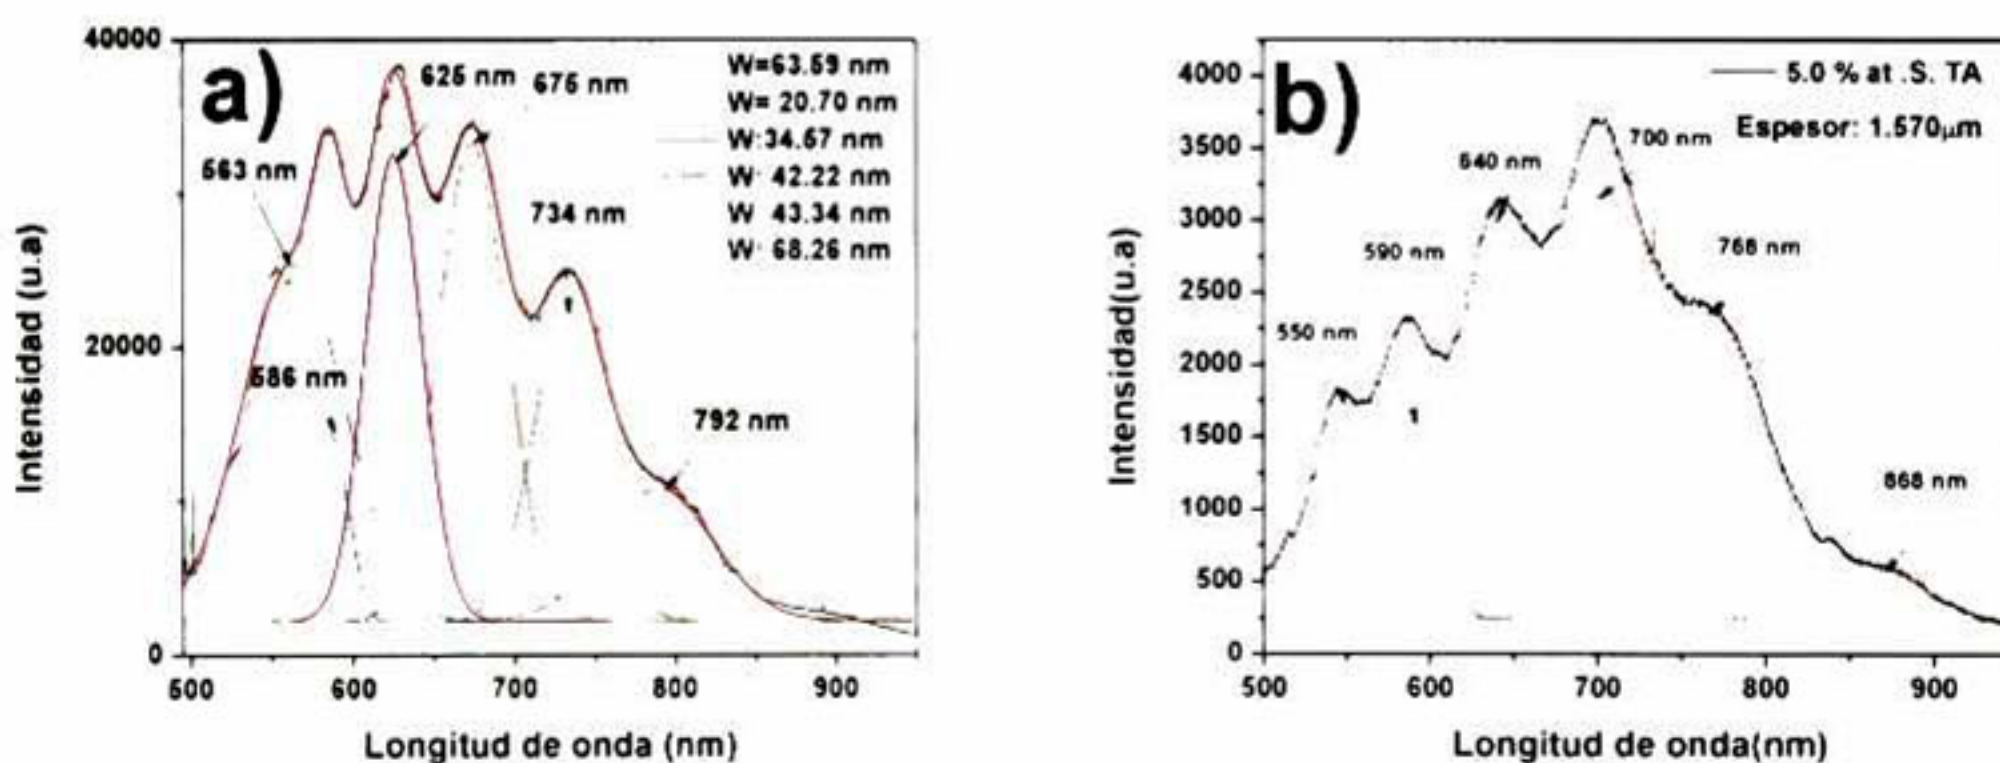 a)
40000
20000
0
Intensidad (u.a)
563 nm
586 nm
625 nm
676 nm
734 nm
792 nm
W=63.59 nm
W= 20.70 nm
W:34.67 nm
W: 42.22 nm
W 43.34 nm
W: 68.26 nm
500 600 700 800 900
Longitud de onda (nm)
b)
4000
3500
3000
2500
2000
1500
1000
500
0
Intensidad(u.a)
5.0 % at .S. TA
Espesor: 1.570µm
550 nm
590 nm
640 nm
700 nm
768 nm
868 nm
500 600 700 800 900
Longitud de onda(nm)